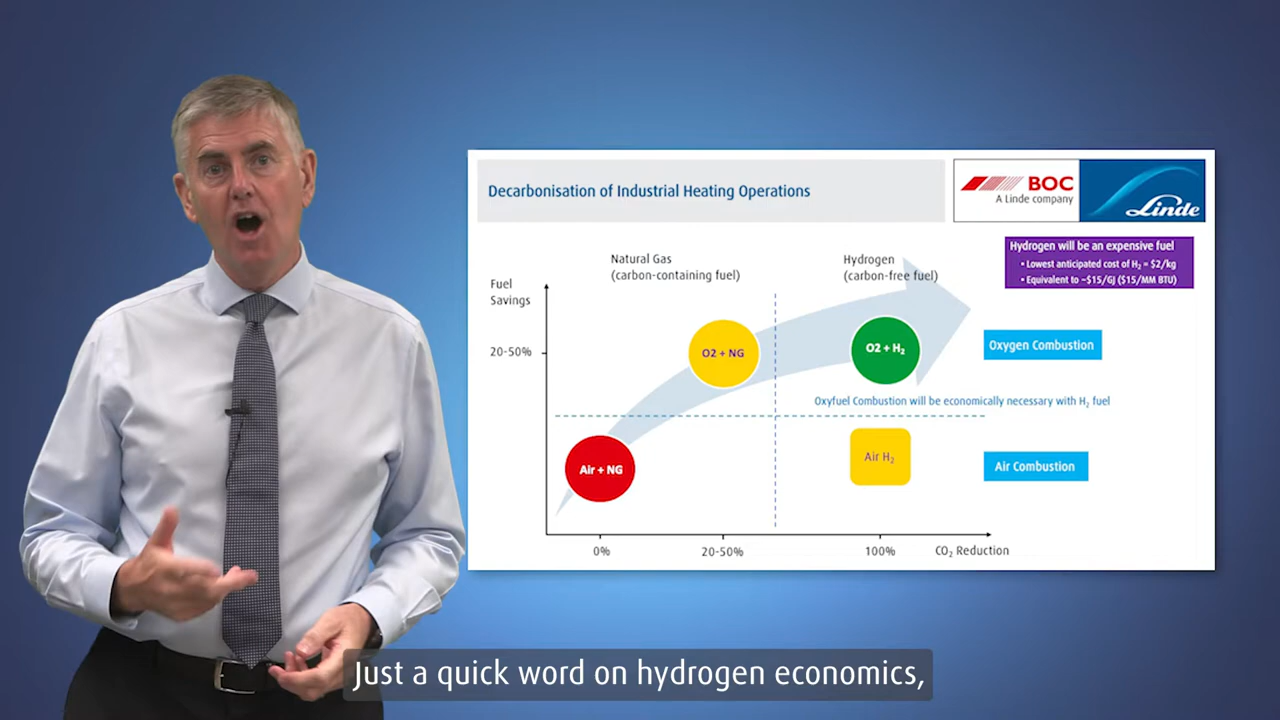 Decarbonisation of Industrial Heating Operations
BOC
A Linde company
Linde
Hydrogen will be an expensive fuel
• Lowest anticipated cost of H₂ = $2/kg
• Equivalent to ~$15/GJ ($15/MM BTU)
Natural Gas
(carbon-containing fuel)
Hydrogen
(carbon-free fuel)
Fuel
Savings
20-50%
O2 + NG
O2 + H₂
Oxygen Combustion
Oxyfuel Combustion will be economically necessary with H₂ fuel
Air + NG
Air H₂
Air Combustion
0%
20-50%
100%
CO₂ Reduction
Just a quick word on hydrogen economics,